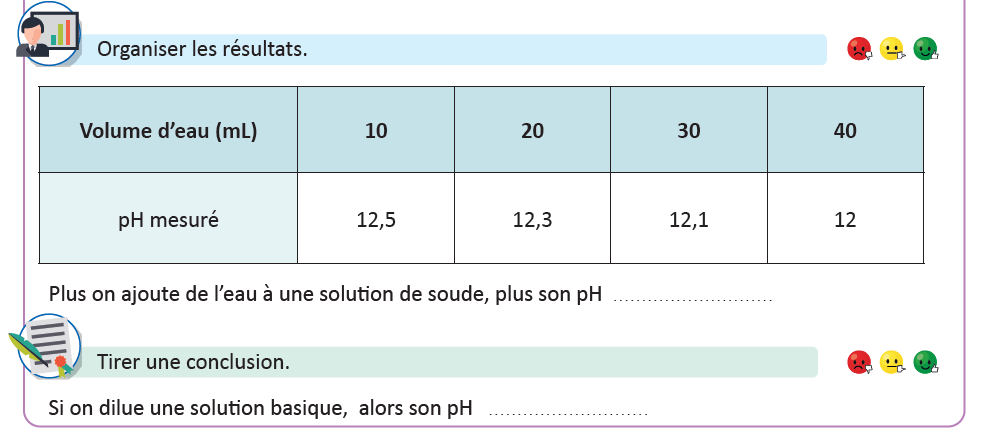 Organiser les résultats.
Volume d'eau (mL) 10 20 30 40
pH mesuré 12,5 12,3 12,1 12
Plus on ajoute de l'eau à une solution de soude, plus son pH ............................
Tirer une conclusion.
Si on dilue une solution basique, alors son pH ............................